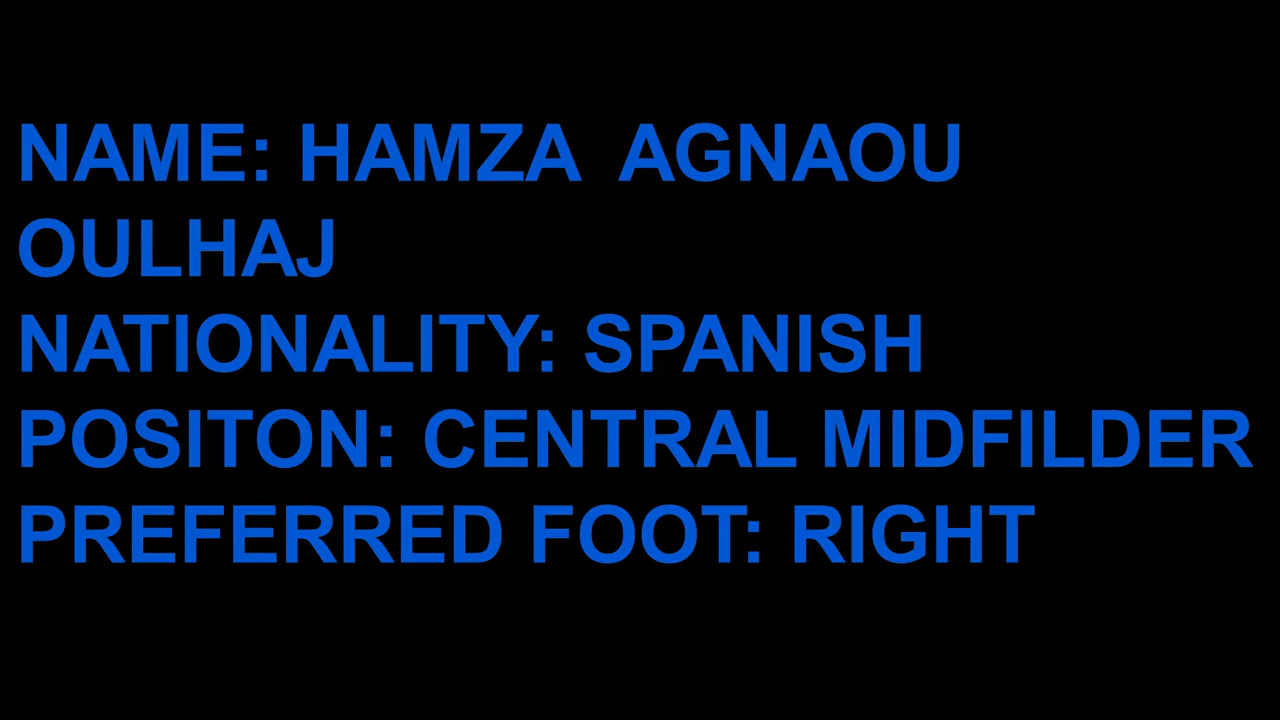 NAME: HAMZA  AGNAOU
OULHAJ
NATIONALITY: SPANISH
POSITON: CENTRAL MIDFILDER
PREFERRED FOOT: RIGHT